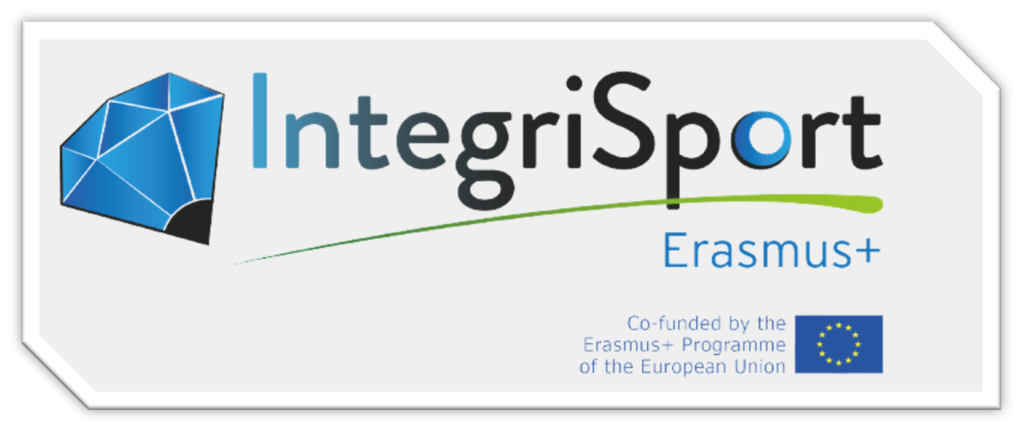 IntegriSport
Erasmus+
Co-funded by the
Erasmus+ Programme
of the European Union